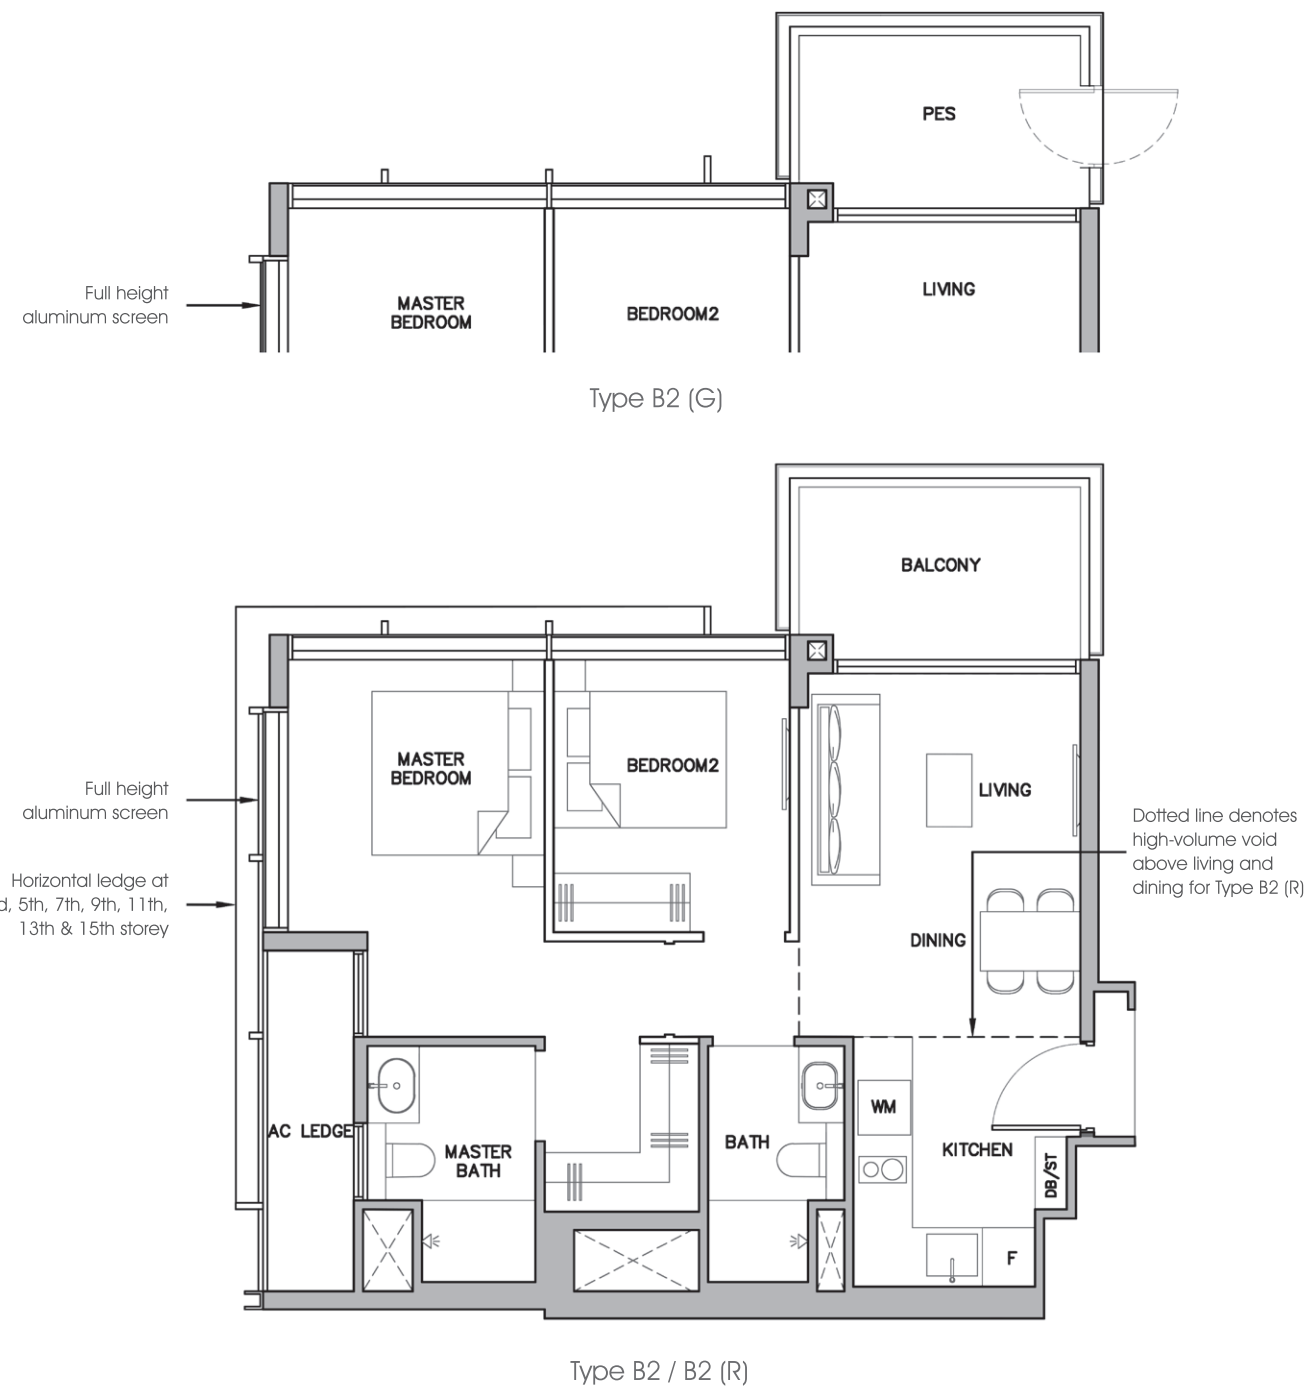 PES
Full height
aluminum screen
MASTER
BEDROOM
BEDROOM2
LIVING
Type B2 (G)
BALCONY
Full height
aluminum screen
MASTER
BEDROOM
BEDROOM2
LIVING
Dotted line denotes
high-volume void
above living and
dining for Type B2 (R)
Horizontal ledge at
d, 5th, 7th, 9th, 11th,
13th & 15th storey
DINING
AC LEDGE
MASTER
BATH
BATH
WM
KITCHEN
DB/ST
F
Type B2 / B2 (R)